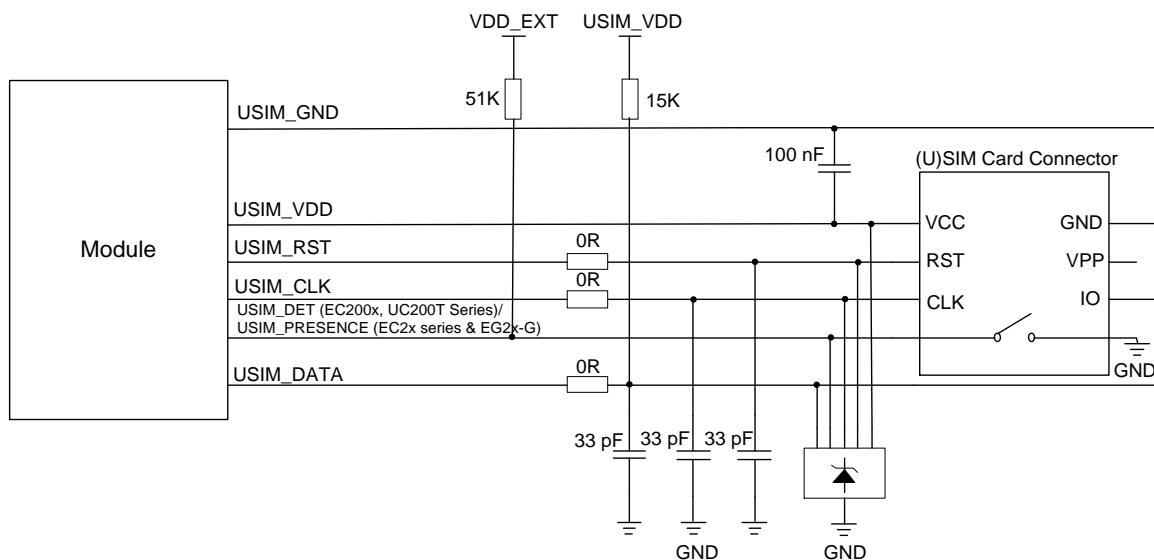 VDD_EXT
USIM_VDD
51K
15K
Module
USIM_GND
100 nF
(U)SIM Card Connector
USIM_VDD
VCC
GND
USIM_RST
0R
RST
VPP
USIM_CLK
0R
CLK
IO
USIM_DET (EC200x, UC200T Series)/
USIM_PRESENCE (EC2x series & EG2x-G)
GND
USIM_DATA
0R
33 pF
33 pF
33 pF
GND
GND